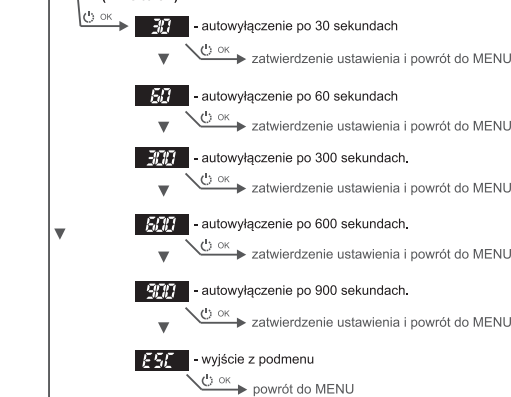 OK
30 - autowyłączenie po 30 sekundach
OK zatwierdzenie ustawienia i powrót do MENU
60 - autowyłączenie po 60 sekundach
OK zatwierdzenie ustawienia i powrót do MENU
300 - autowyłączenie po 300 sekundach.
OK zatwierdzenie ustawienia i powrót do MENU
600 - autowyłączenie po 600 sekundach.
OK zatwierdzenie ustawienia i powrót do MENU
900 - autowyłączenie po 900 sekundach.
OK zatwierdzenie ustawienia i powrót do MENU
ESC - wyjście z podmenu
OK powrót do MENU